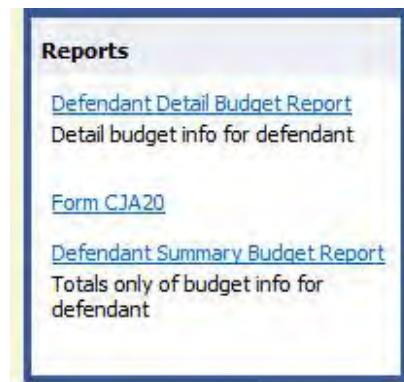 Reports
Defendant Detail Budget Report
Detail budget info for defendant
Form CJA20
Defendant Summary Budget Report
Totals only of budget info for
defendant